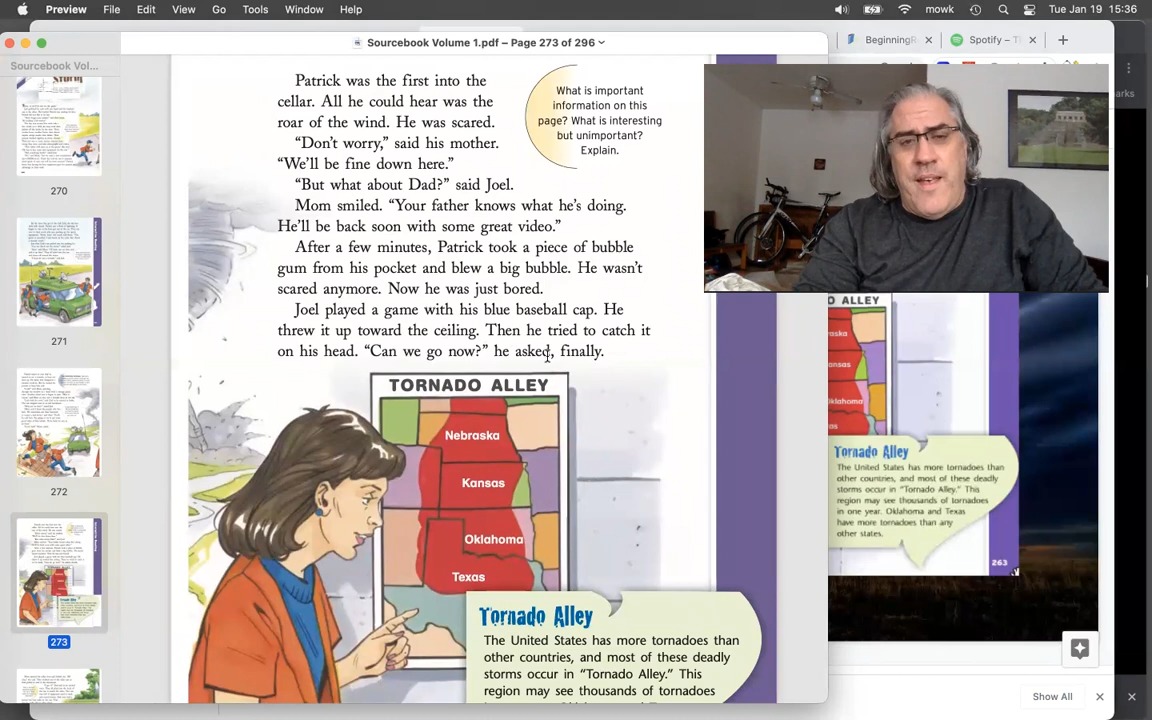 Preview File Edit View Go Tools Window Help mowk Tue Jan 19 15:36
Sourcebook Volume 1.pdf – Page 273 of 296
BeginningR
Spotify –
Sourcebook Vol...
arks
Storm
270
271
272
273
Patrick was the first into the
cellar. All he could hear was the
roar of the wind. He was scared.
“Don’t worry,” said his mother.
“We’ll be fine down here.”
“But what about Dad?” said Joel.
Mom smiled. “Your father knows what he’s doing.
He’ll be back soon with some great video.”
After a few minutes, Patrick took a piece of bubble
gum from his pocket and blew a big bubble. He wasn’t
scared anymore. Now he was just bored.
Joel played a game with his blue baseball cap. He
threw it up toward the ceiling. Then he tried to catch it
on his head. “Can we go now?” he asked, finally.
What is important
information on this
page? What is interesting
but unimportant?
Explain.
TORNADO ALLEY
Nebraska
Kansas
Oklahoma
Texas
Tornado Alley
The United States has more tornadoes than
other countries, and most of these deadly
storms occur in “Tornado Alley.” This
region may see thousands of tornadoes
O ALLEY
raska
ansas
lahoma
as
Tornado Alley
The United States has more tornadoes than
other countries, and most of these deadly
storms occur in “Tornado Alley.” This
region may see thousands of tornadoes
in one year. Oklahoma and Texas
have more tornadoes than any
other states.
263
Show All